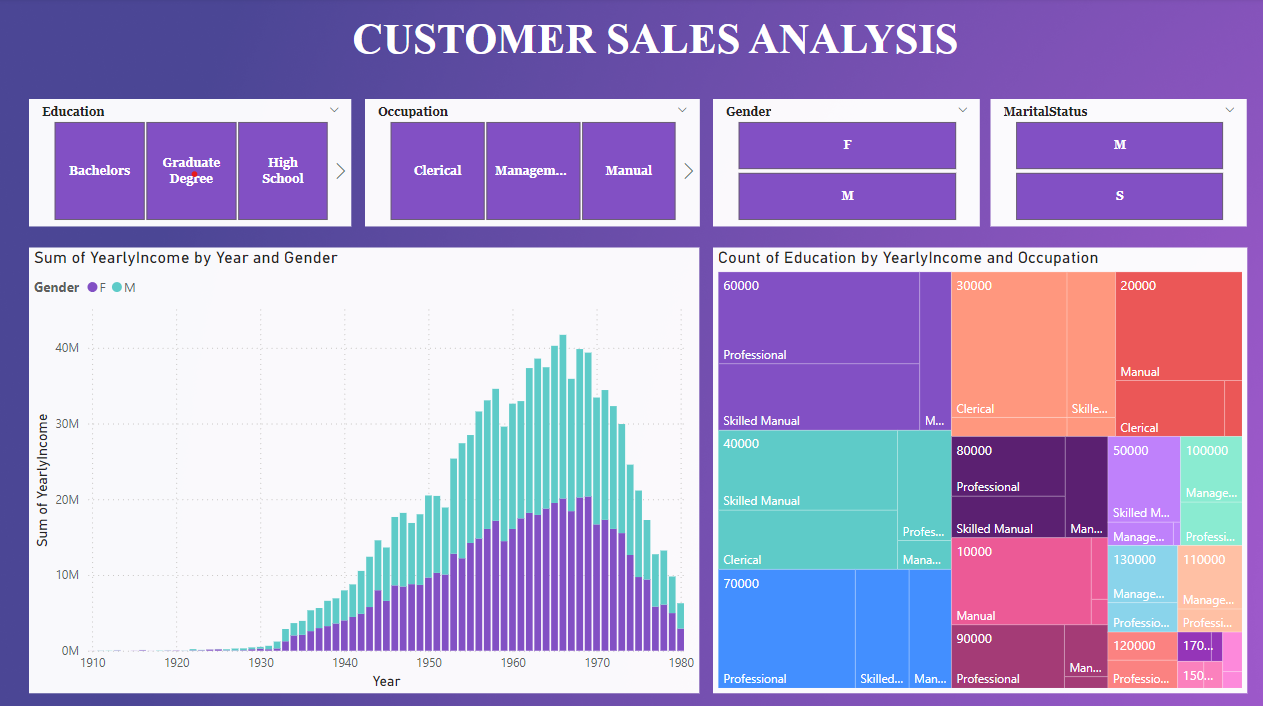 CUSTOMER SALES ANALYSIS
Education
Bachelors
Graduate
Degree
High
School
Occupation
Clerical
Managem...
Manual
Gender
F
M
MaritalStatus
M
S
Sum of YearlyIncome by Year and Gender
Gender F M
Sum of YearlyIncome
40M
30M
20M
10M
0M
1910 1920 1930 1940 1950 1960 1970 1980
Year
Count of Education by YearlyIncome and Occupation
60000
Professional
Skilled Manual
M...
40000
Skilled Manual
Clerical
Profes...
Mana...
70000
Professional
Skilled...
Man...
30000
Clerical
Skille...
20000
Manual
Clerical
80000
Professional
Skilled Manual
Man...
10000
Manual
90000
Professional
Man...
50000
Skilled M...
Manage...
100000
Manage...
Professi...
130000
Manage...
Professio...
110000
Manage...
Professi...
120000
Professio...
170...
150...